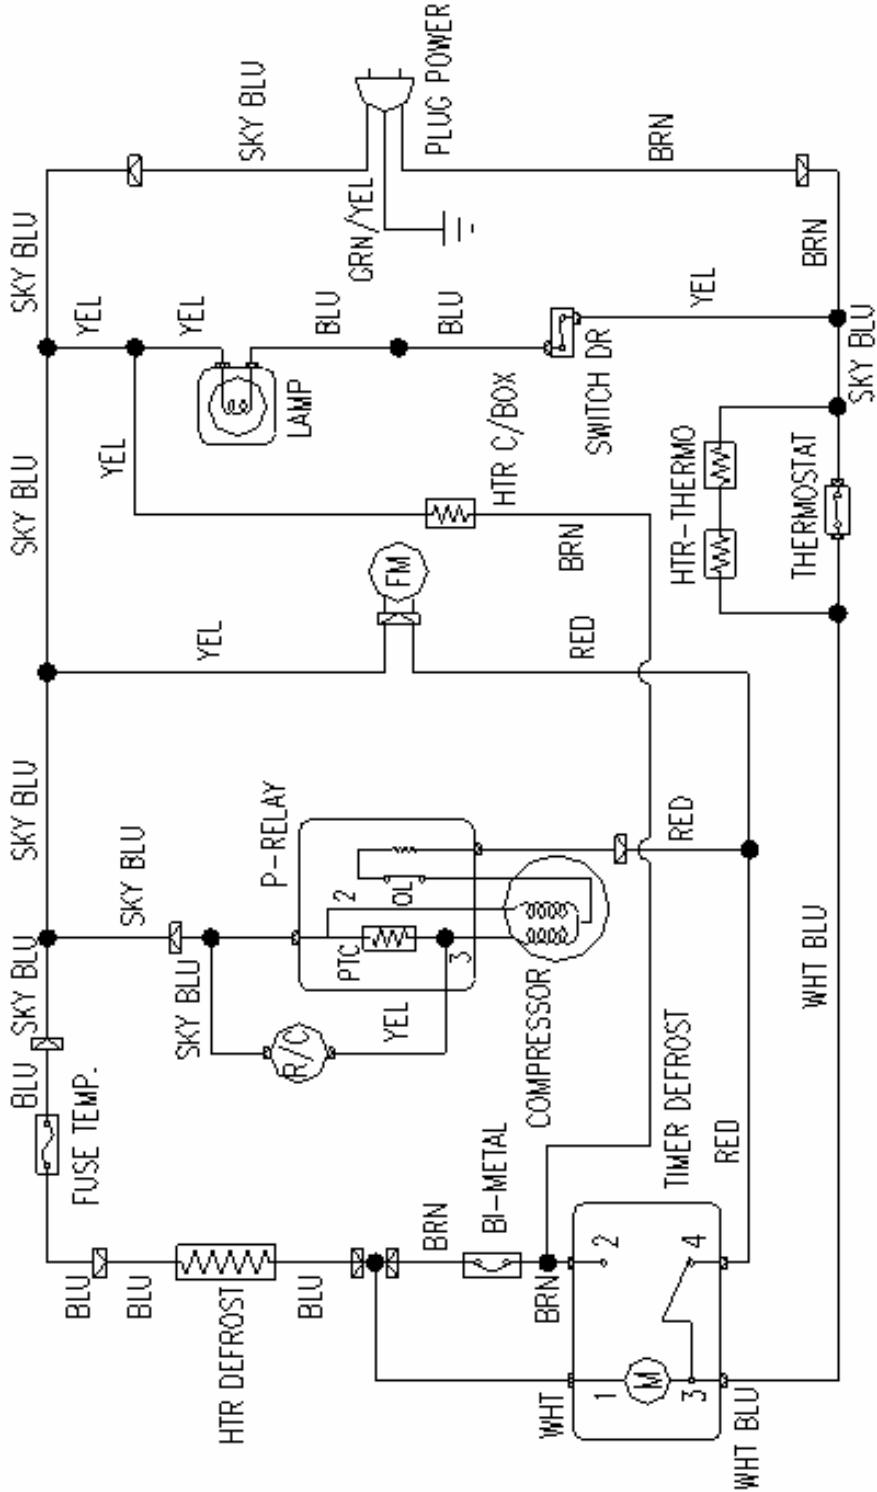 SKY BLU
PLUG POWER
BRN
SKY BLU
GRN/YEL
BRN
YEL
YEL
BLU
BLU
YEL
SKY BLU
LAMP
SWITCH DR
SKY BLU
YEL
HTR C/BOX
HTR-THERMO
THERMOSTAT
FM
BRN
YEL
RED
SKY BLU
SKY BLU
P-RELAY
RED
2
OL
PTC
3
SKY BLU
SKY BLU
YEL
R/C
COMPRESSOR
WHT BLU
BLU
FUSE TEMP.
TIMER DEFROST
RED
BRN
BI-METAL
BLU
BLU
HTR DEFROST
BLU
BRN
2
4
WHT
1
M
3
WHT BLU